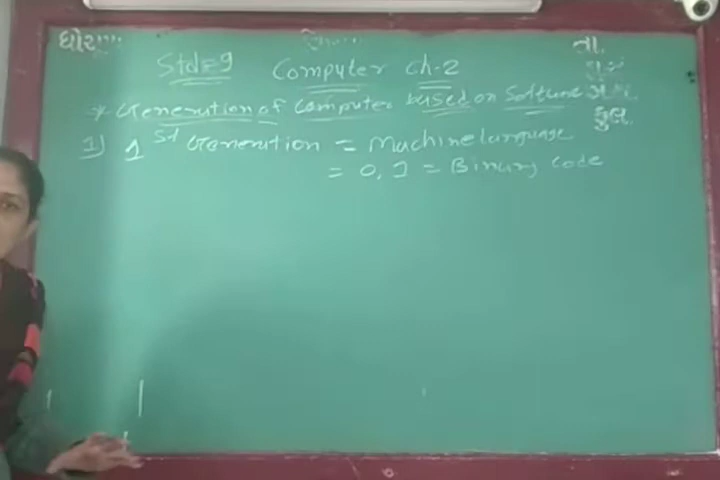 ધોરણ તા.
Std=9 Computer Ch-2
* Generation of Computer based on Software
1) 1st Generation = Machine language
= 0, 1 = Binary code
કુલ.